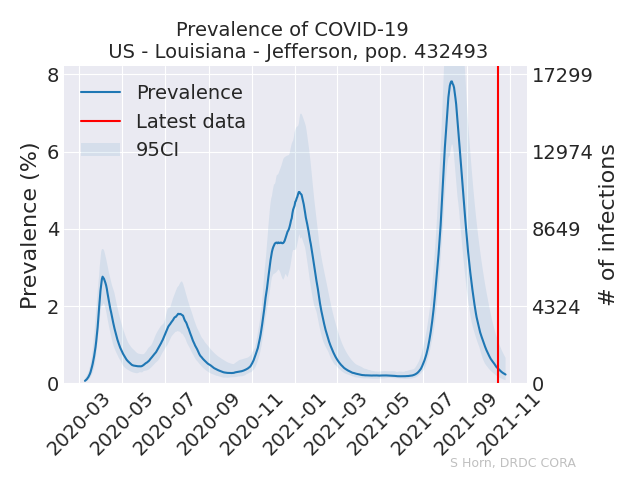 Prevalence of COVID-19
US - Louisiana - Jefferson, pop. 432493
Prevalence
Latest data
95CI
Prevalence (%)
8
6
4
2
0
17299
12974
8649
4324
0
# of infections
2020-03
2020-05
2020-07
2020-09
2020-11
2021-01
2021-03
2021-05
2021-07
2021-09
2021-11
S Horn, DRDC CORA